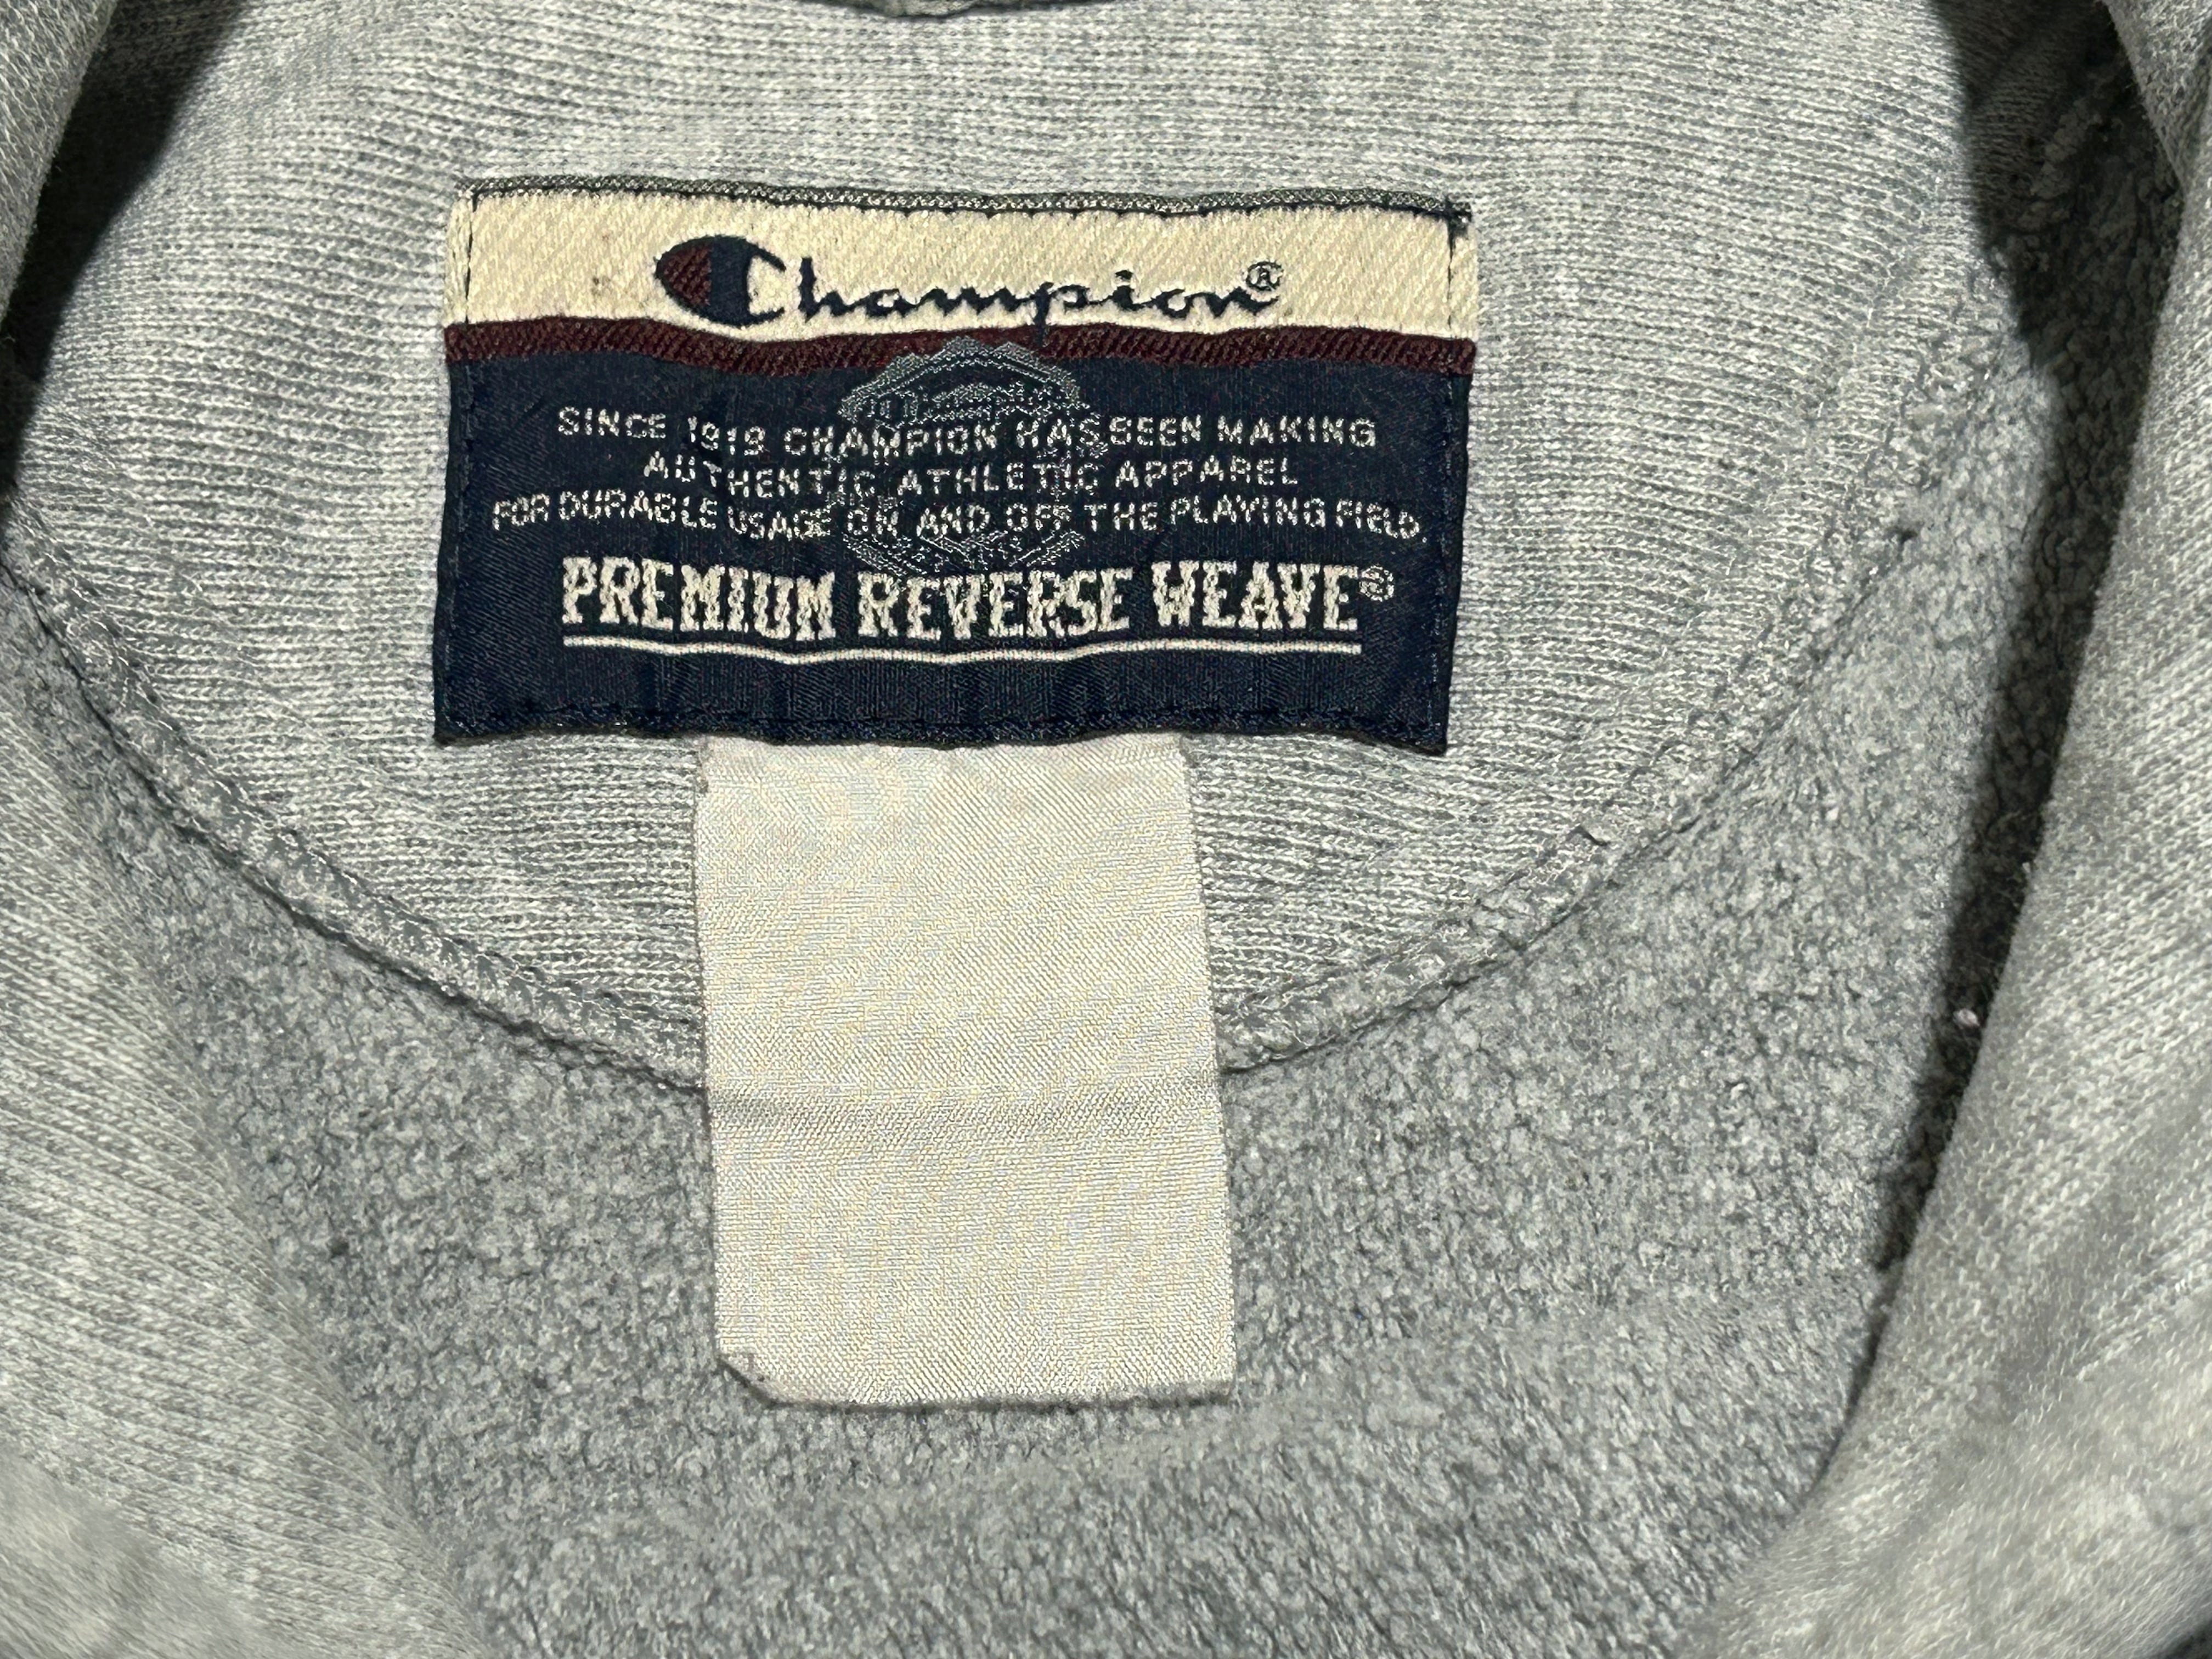 Champion®
SINCE 1919 CHAMPION HAS BEEN MAKING
AUTHENTIC ATHLETIC APPAREL
FOR DURABLE USAGE ON AND OFF THE PLAYING FIELD.
PREMIUM REVERSE WEAVE®